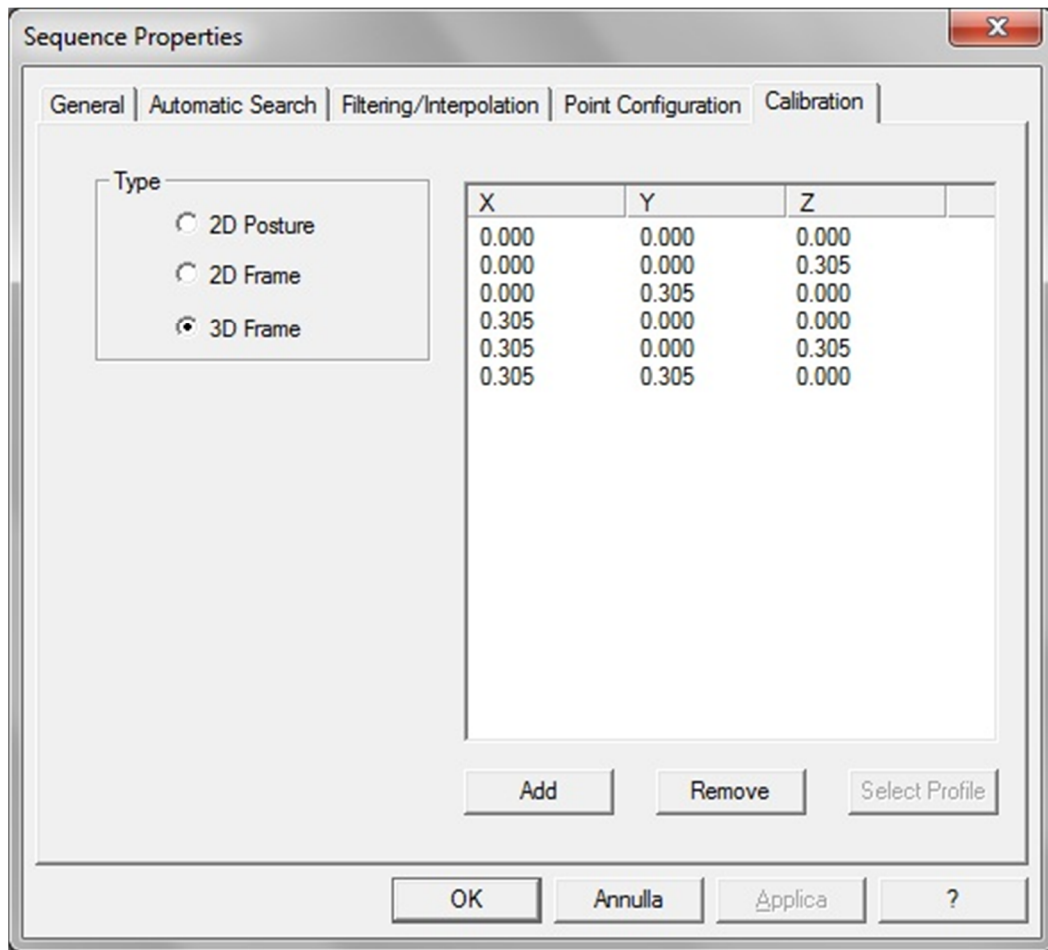 Sequence Properties
General Automatic Search Filtering/Interpolation Point Configuration Calibration
Type
2D Posture
2D Frame
3D Frame
X Y Z
0.000 0.000 0.000
0.000 0.000 0.305
0.000 0.305 0.000
0.305 0.000 0.000
0.305 0.000 0.305
0.305 0.305 0.000
Add Remove Select Profile
OK Annulla Applica ?